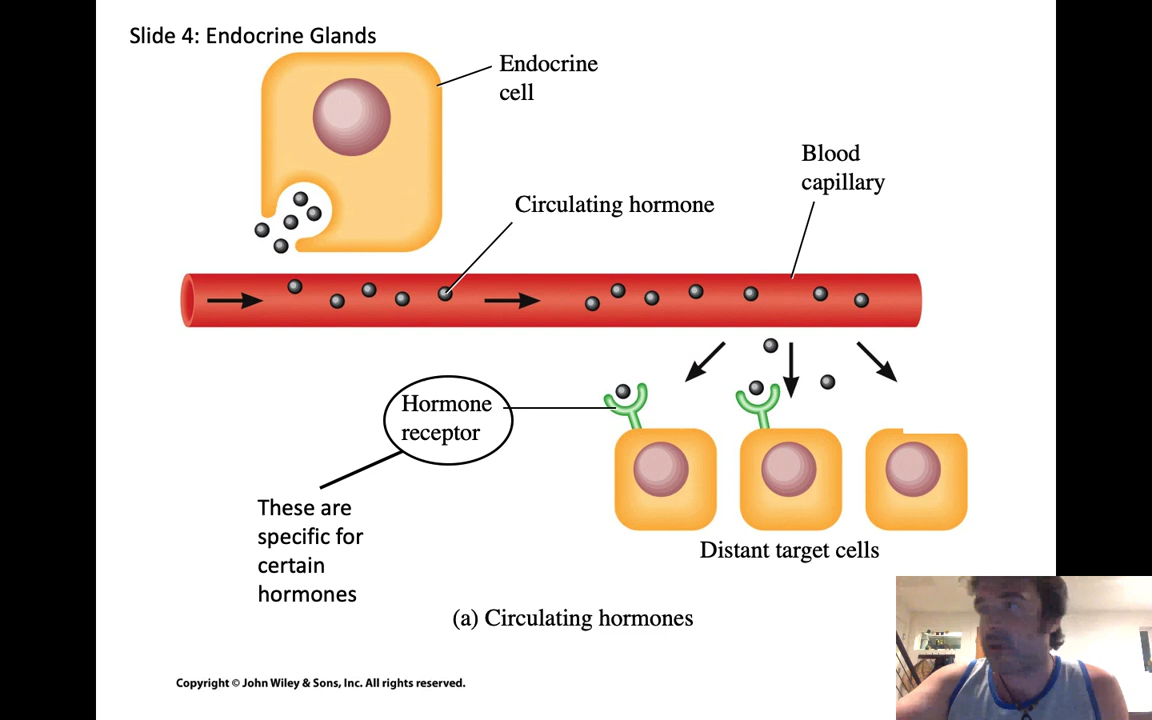 Slide 4: Endocrine Glands
Endocrine
cell
Blood
capillary
Circulating hormone
Hormone
receptor
These are
specific for
certain
hormones
Distant target cells
(a) Circulating hormones
Copyright © John Wiley & Sons, Inc. All rights reserved.